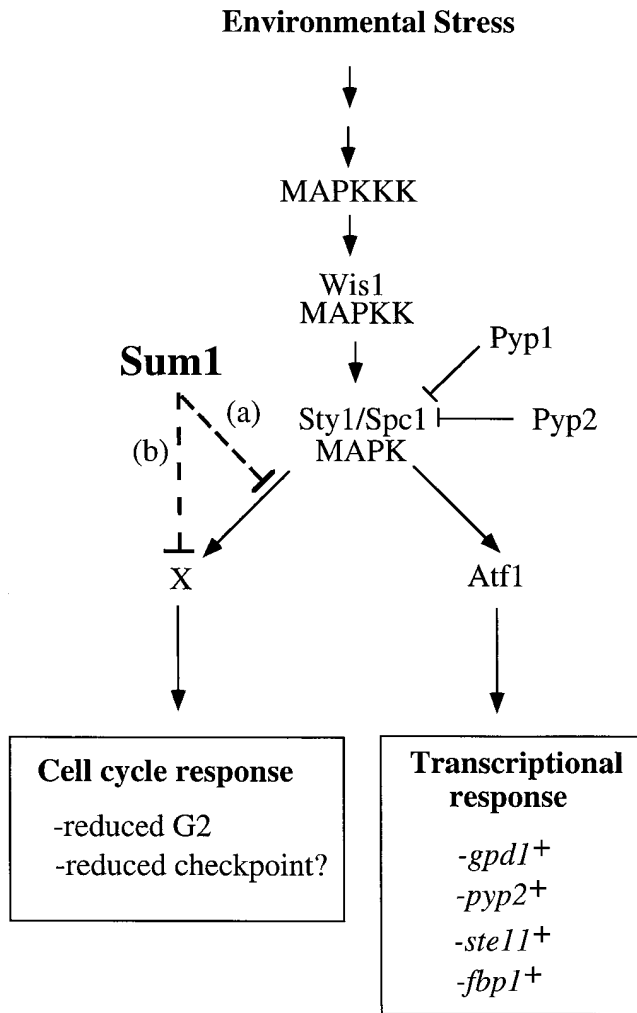 Environmental Stress
MAPKKK
Wis1
MAPKK
Pyp1
Sum1
(a)
(b)
Sty1/Spc1
MAPK
Pyp2
X
Atf1
Cell cycle response
-reduced G2
-reduced checkpoint?
Transcriptional
response
-gpd1+
-pyp2+
-ste11+
-fbp1+